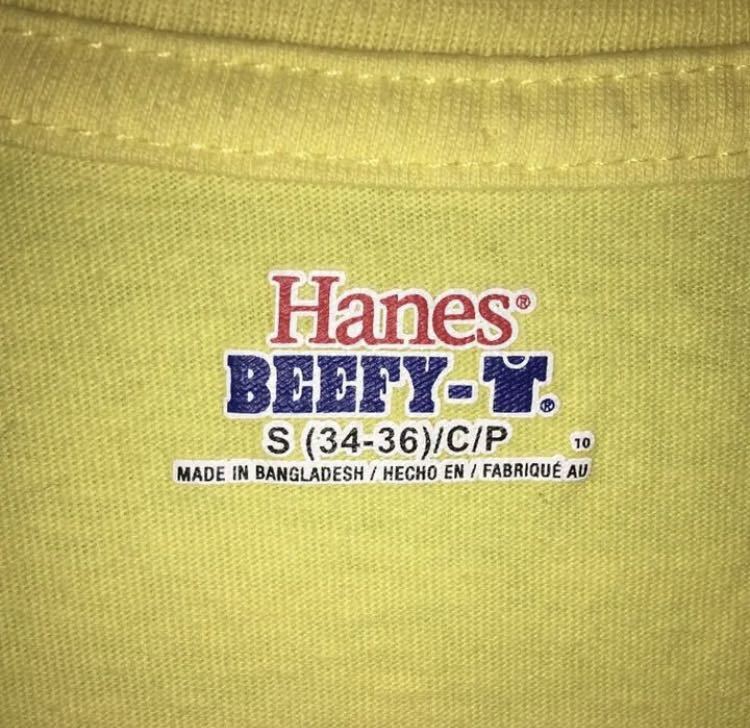 Hanes®
BEEFY-T®
S (34-36)/C/P 10
MADE IN BANGLADESH / HECHO EN / FABRIQUÉ AU